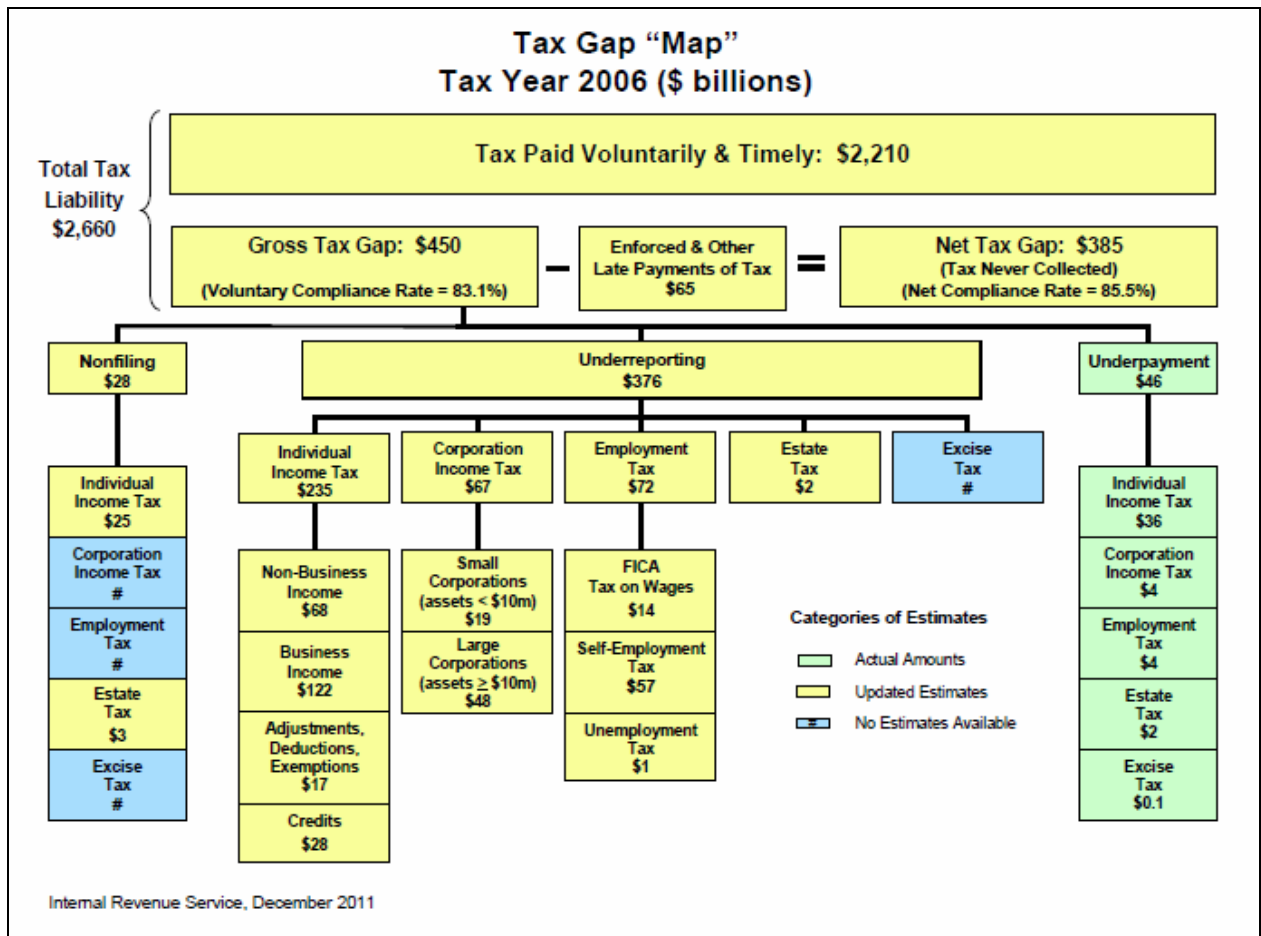 Tax Gap “Map”
Tax Year 2006 ($ billions)
Total Tax
Liability
$2,660
Tax Paid Voluntarily & Timely: $2,210
Gross Tax Gap: $450
(Voluntary Compliance Rate = 83.1%)
–
Enforced & Other
Late Payments of Tax
$65
=
Net Tax Gap: $385
(Tax Never Collected)
(Net Compliance Rate = 85.5%)
Nonfiling
$28
Underreporting
$376
Underpayment
$46
Individual
Income Tax
$25
Corporation
Income Tax
#
Employment
Tax
#
Estate
Tax
$3
Excise
Tax
#
Individual
Income Tax
$235
Non-Business
Income
$68
Business
Income
$122
Adjustments,
Deductions,
Exemptions
$17
Credits
$28
Corporation
Income Tax
$67
Small
Corporations
(assets < $10m)
$19
Large
Corporations
(assets ≥ $10m)
$48
Employment
Tax
$72
FICA
Tax on Wages
$14
Self-Employment
Tax
$57
Unemployment
Tax
$1
Estate
Tax
$2
Excise
Tax
#
Individual
Income Tax
$36
Corporation
Income Tax
$4
Employment
Tax
$4
Estate
Tax
$2
Excise
Tax
$0.1
Categories of Estimates
Actual Amounts
Updated Estimates
# No Estimates Available
Internal Revenue Service, December 2011